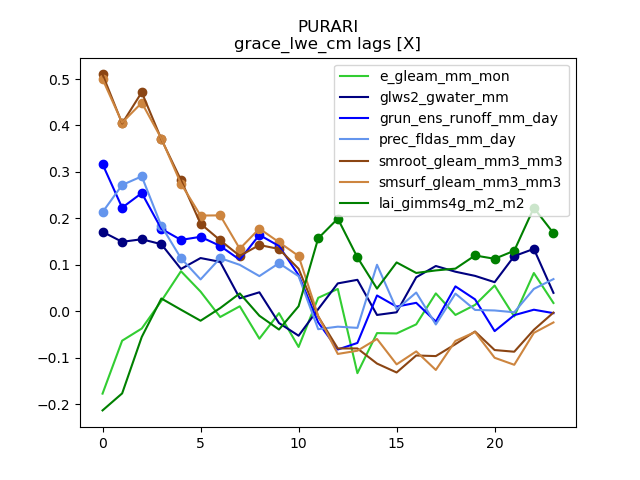 PURARI
grace_lwe_cm lags [X]
e_gleam_mm_mon
glws2_gwater_mm
grun_ens_runoff_mm_day
prec_fldas_mm_day
smroot_gleam_mm3_mm3
smsurf_gleam_mm3_mm3
lai_gimms4g_m2_m2
0.5
0.4
0.3
0.2
0.1
0.0
−0.1
−0.2
0 5 10 15 20